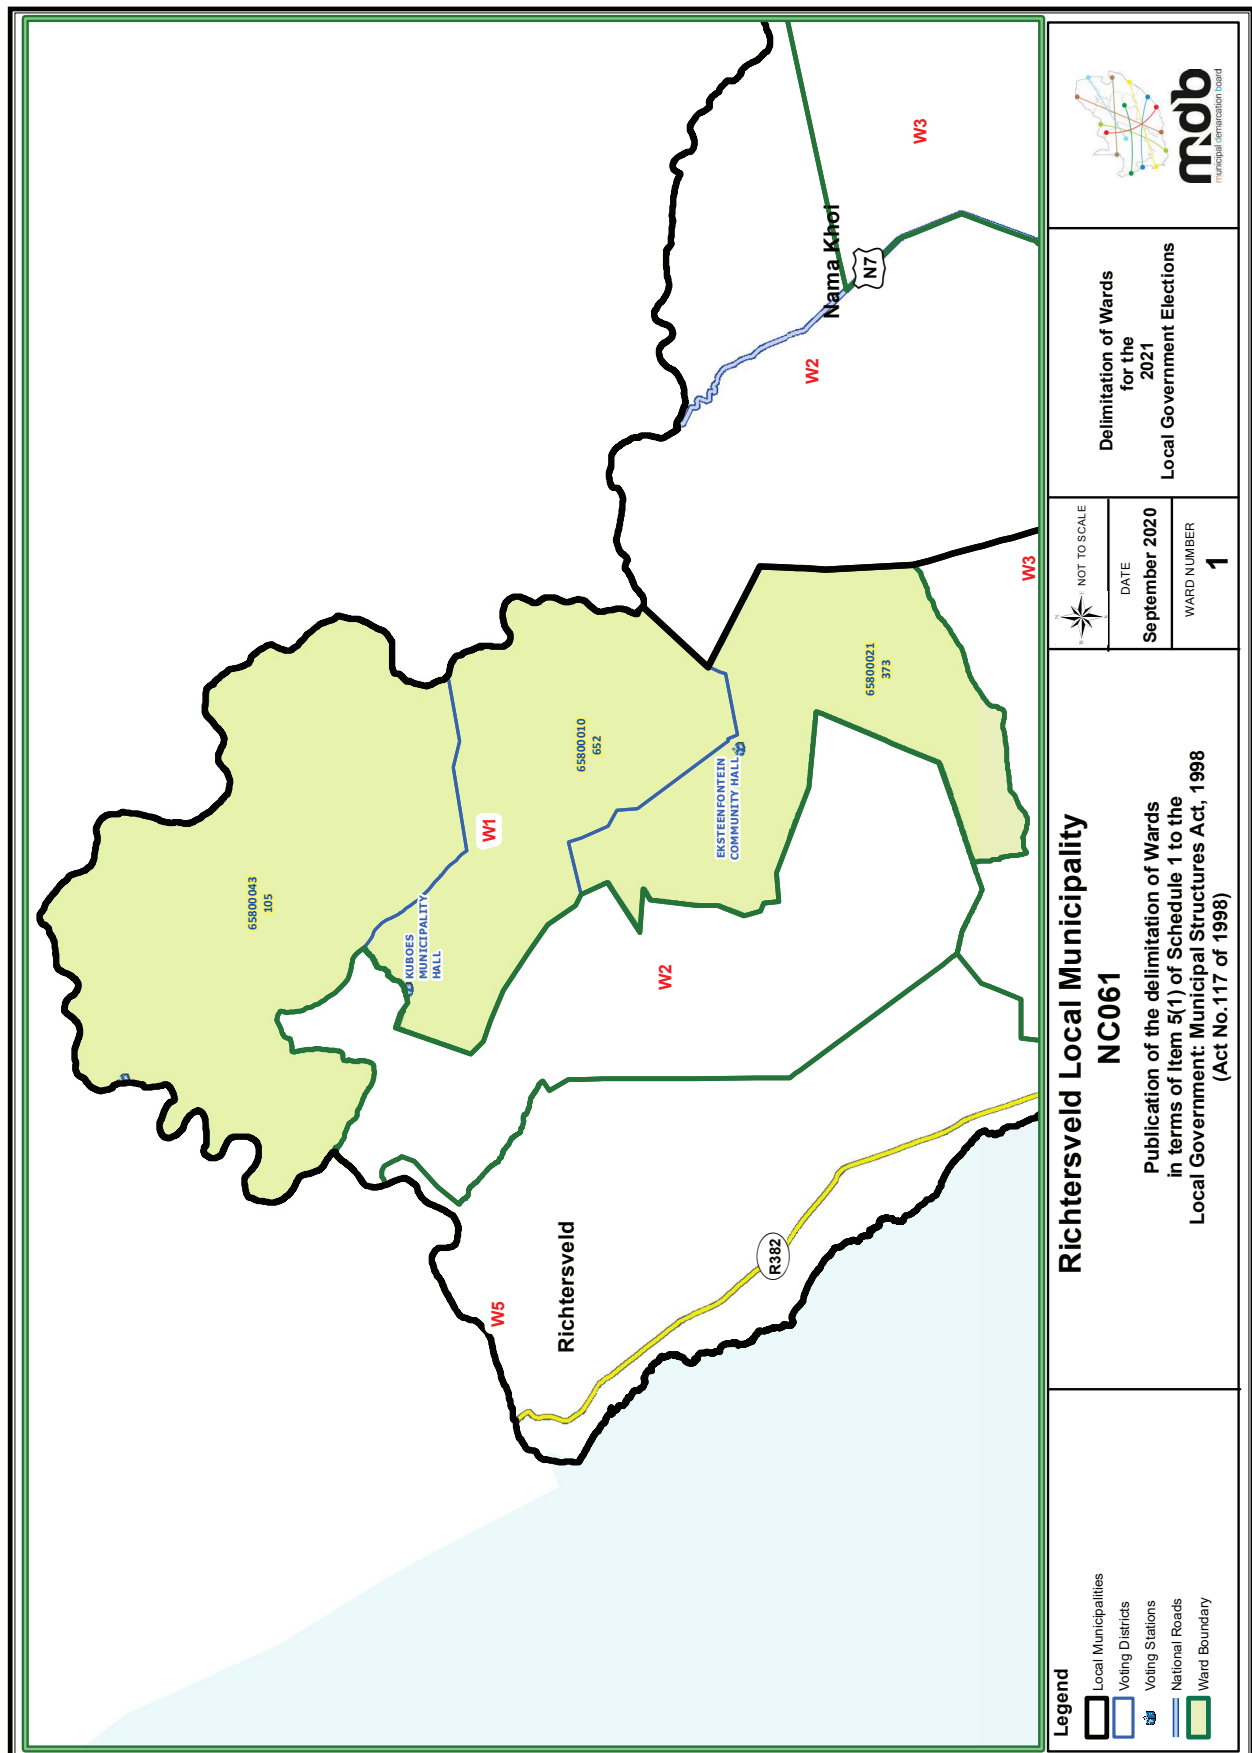 65800043
105
KUBOES
MUNICIPALITY
HALL
W1
65800010
652
EKSTEENFONTEIN
COMMUNITY HALL
65800021
373
W2
W5
Richtersveld
R382
W3
W2
Nama Khoi
N7
W3
Legend
Local Municipalities
Voting Districts
Voting Stations
National Roads
Ward Boundary
Richtersveld Local Municipality
NC061
Publication of the delimitation of Wards
in terms of Item 5(1) of Schedule 1 to the
Local Government: Municipal Structures Act, 1998
(Act No.117 of 1998)
N
W E
S
NOT TO SCALE
DATE
September 2020
WARD NUMBER
1
Delimitation of Wards
for the
2021
Local Government Elections
mdb
municipal demarcation board